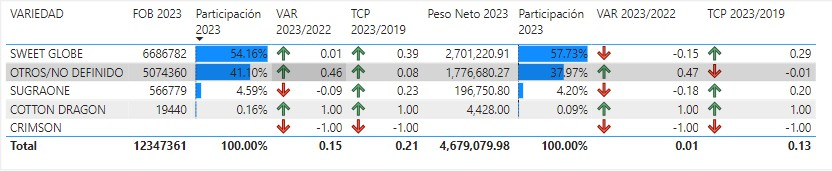 VARIEDAD FOB 2023 Participación 2023 VAR 2023/2022 TCP 2023/2019 Peso Neto 2023 Participación 2023 VAR 2023/2022 TCP 2023/2019
SWEET GLOBE 6686782 54.16% 0.01 0.39 2,701,220.91 57.73% -0.15 0.29
OTROS/NO DEFINIDO 5074360 41.10% 0.46 0.08 1,776,680.27 37.97% 0.47 -0.01
SUGRAONE 566779 4.59% -0.09 0.23 196,750.80 4.20% -0.18 0.20
COTTON DRAGON 19440 0.16% 1.00 1.00 4,428.00 0.09% 1.00 1.00
CRIMSON -1.00 -1.00 -1.00 -1.00
Total 12347361 100.00% 0.15 0.21 4,679,079.98 100.00% 0.01 0.13